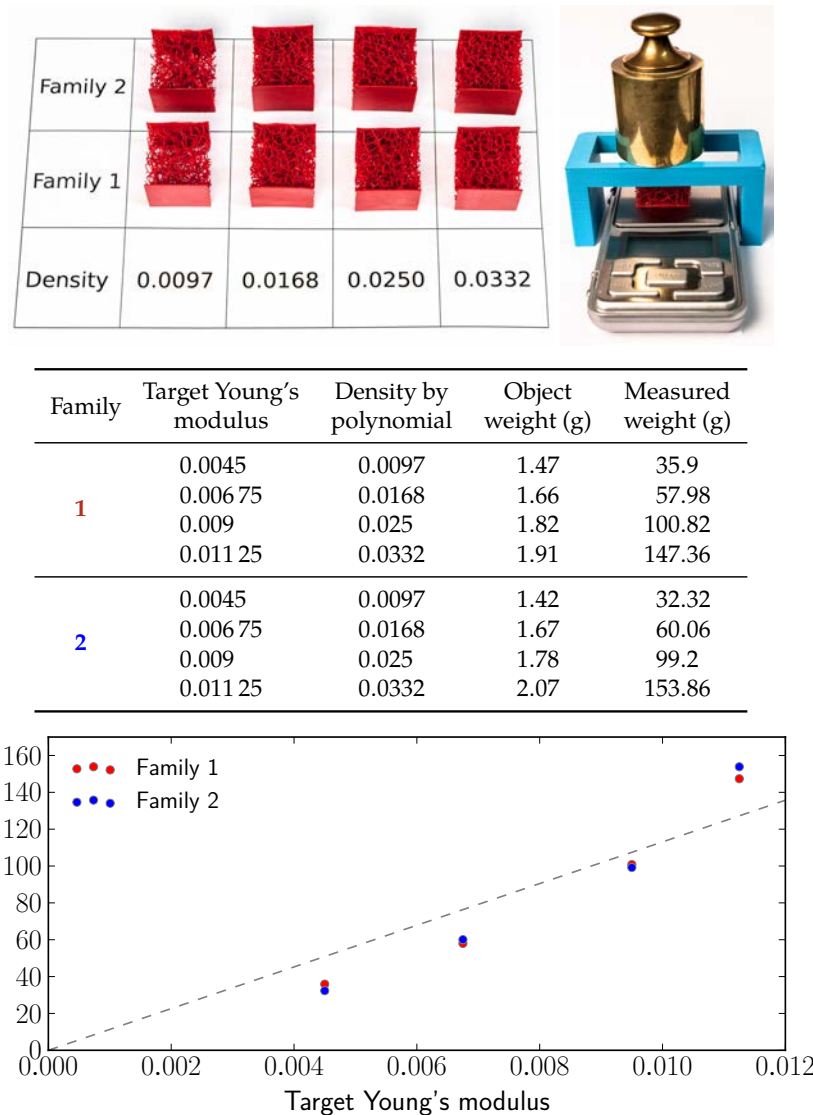 Family 2
Family 1
Density 0.0097 0.0168 0.0250 0.0332
Family Target Young's modulus Density by polynomial Object weight (g) Measured weight (g)
1
0.0045 0.0097 1.47 35.9
0.006 75 0.0168 1.66 57.98
0.009 0.025 1.82 100.82
0.011 25 0.0332 1.91 147.36
2
0.0045 0.0097 1.42 32.32
0.006 75 0.0168 1.67 60.06
0.009 0.025 1.78 99.2
0.011 25 0.0332 2.07 153.86
160
140
120
100
80
60
40
20
0
Family 1
Family 2
0.000 0.002 0.004 0.006 0.008 0.010 0.012
Target Young's modulus